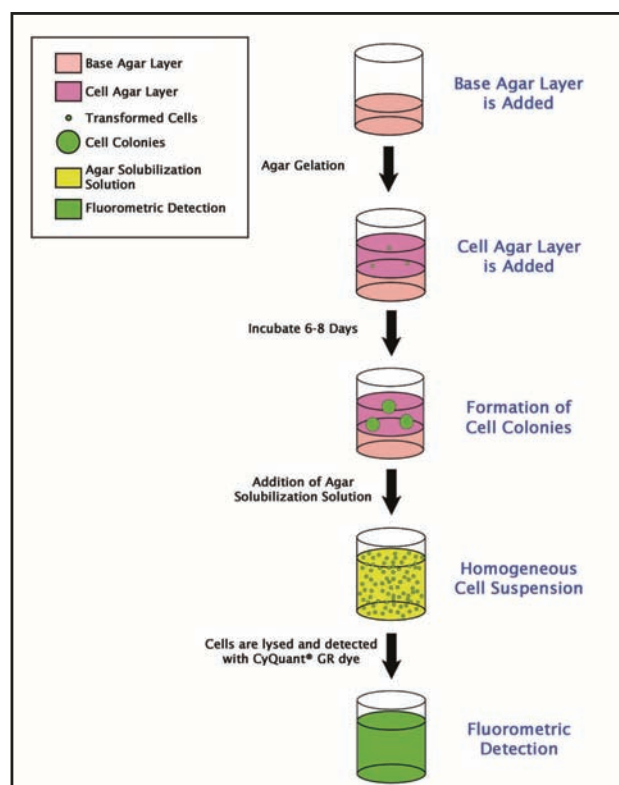 Base Agar Layer
Cell Agar Layer
Transformed Cells
Cell Colonies
Agar Solubilization
Solution
Fluorometric Detection
Base Agar Layer
is Added
Agar Gelation
Cell Agar Layer
is Added
Incubate 6-8 Days
Formation of
Cell Colonies
Addition of Agar
Solubilization Solution
Homogeneous
Cell Suspension
Cells are lysed and detected
with CyQuant® GR dye
Fluorometric
Detection